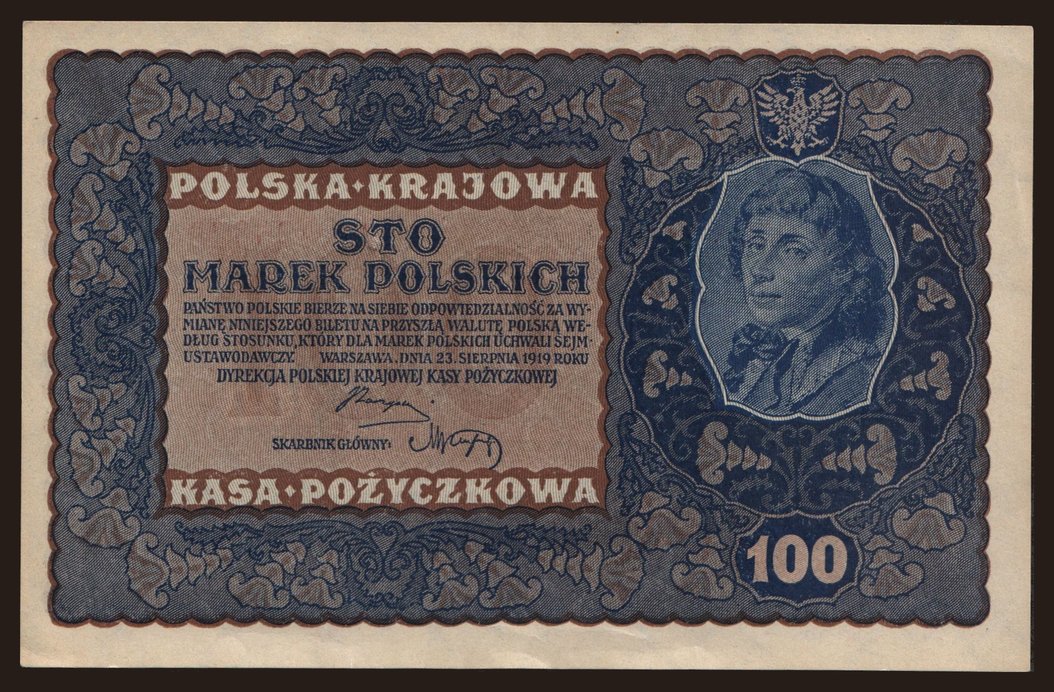 POLSKA·KRAJOWA
STO
MAREK POLSKICH
PAŃSTWO POLSKIE BIERZE NA SIEBIE ODPOWIEDZIALNOŚĆ ZA WY-
MIANĘ NINIEJSZEGO BILETU NA PRZYSZŁĄ WALUTĘ POLSKĄ WE-
DŁUG STOSUNKU, KTÓRY DLA MAREK POLSKICH UCHWALI SEJM·
USTAWODAWCZY. WARSZAWA, DNIA 23. SIERPNIA 1919 ROKU
DYREKCJA POLSKIEJ KRAJOWEJ KASY POŻYCZKOWEJ
SKARBNIK GŁÓWNY:
KASA·POŻYCZKOWA
100